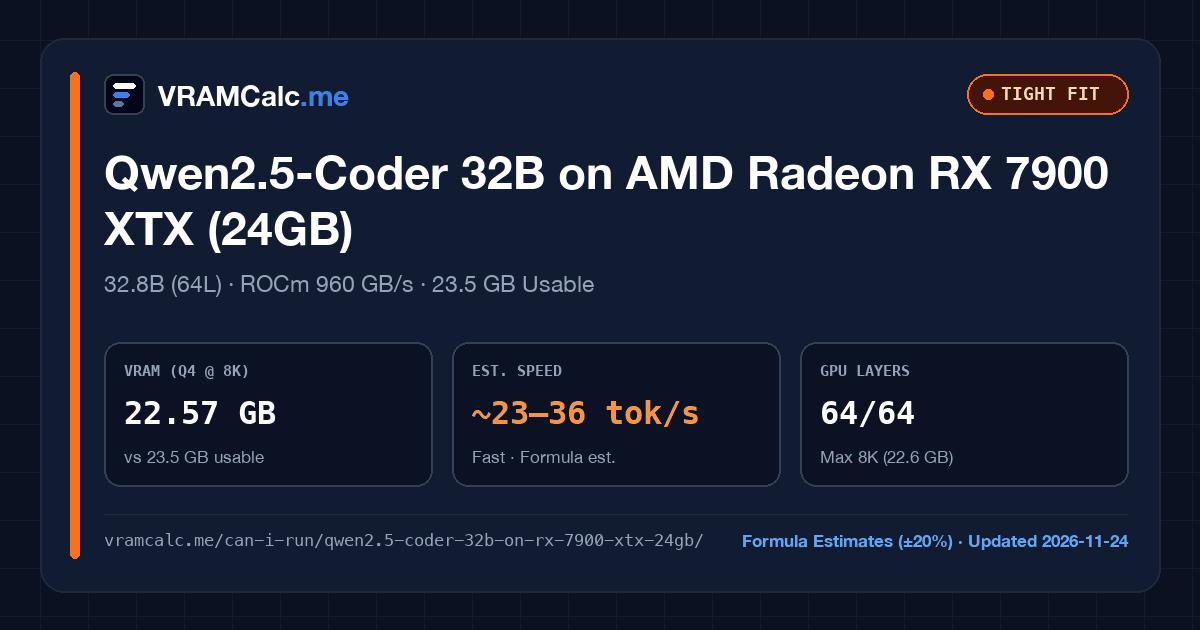 VRAMCalc.me
TIGHT FIT
Qwen2.5-Coder 32B on AMD Radeon RX 7900
XTX (24GB)
32.8B (64L) · ROCm 960 GB/s · 23.5 GB Usable
VRAM (Q4 @ 8K)
22.57 GB
vs 23.5 GB usable
EST. SPEED
~23–36 tok/s
Fast · Formula est.
GPU LAYERS
64/64
Max 8K (22.6 GB)
vramcalc.me/can-i-run/qwen2.5-coder-32b-on-rx-7900-xtx-24gb/
Formula Estimates (±20%) · Updated 2026-11-24